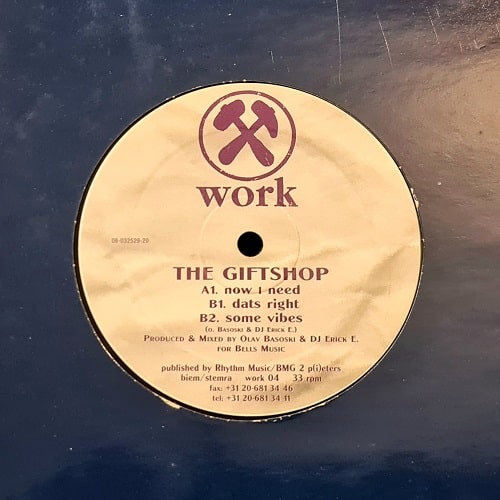 work
08-032529-20
THE GIFTSHOP
A1. now I need
B1. dats right
B2. some vibes
(O. Basoski & DJ Erick E.)
Produced & Mixed by Olav Basoski & DJ Erick E.
for Bells Music
published by Rhythm Music/BMG 2 p(i)eters
biem/stemra work 04 33 rpm
fax: +31 20-681 34 46
tel: +31 20-681 34 11